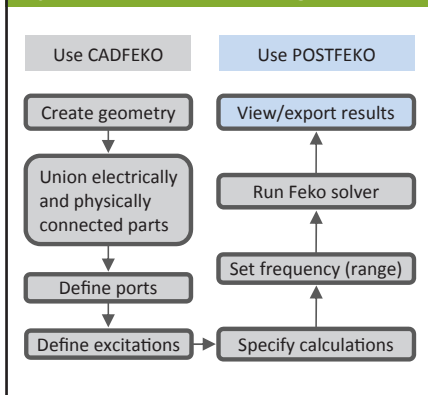 Use CADFEKO
Use POSTFEKO
Create geometry
Union electrically
and physically
connected parts
Define ports
Define excitations
Specify calculations
Set frequency (range)
Run Feko solver
View/export results